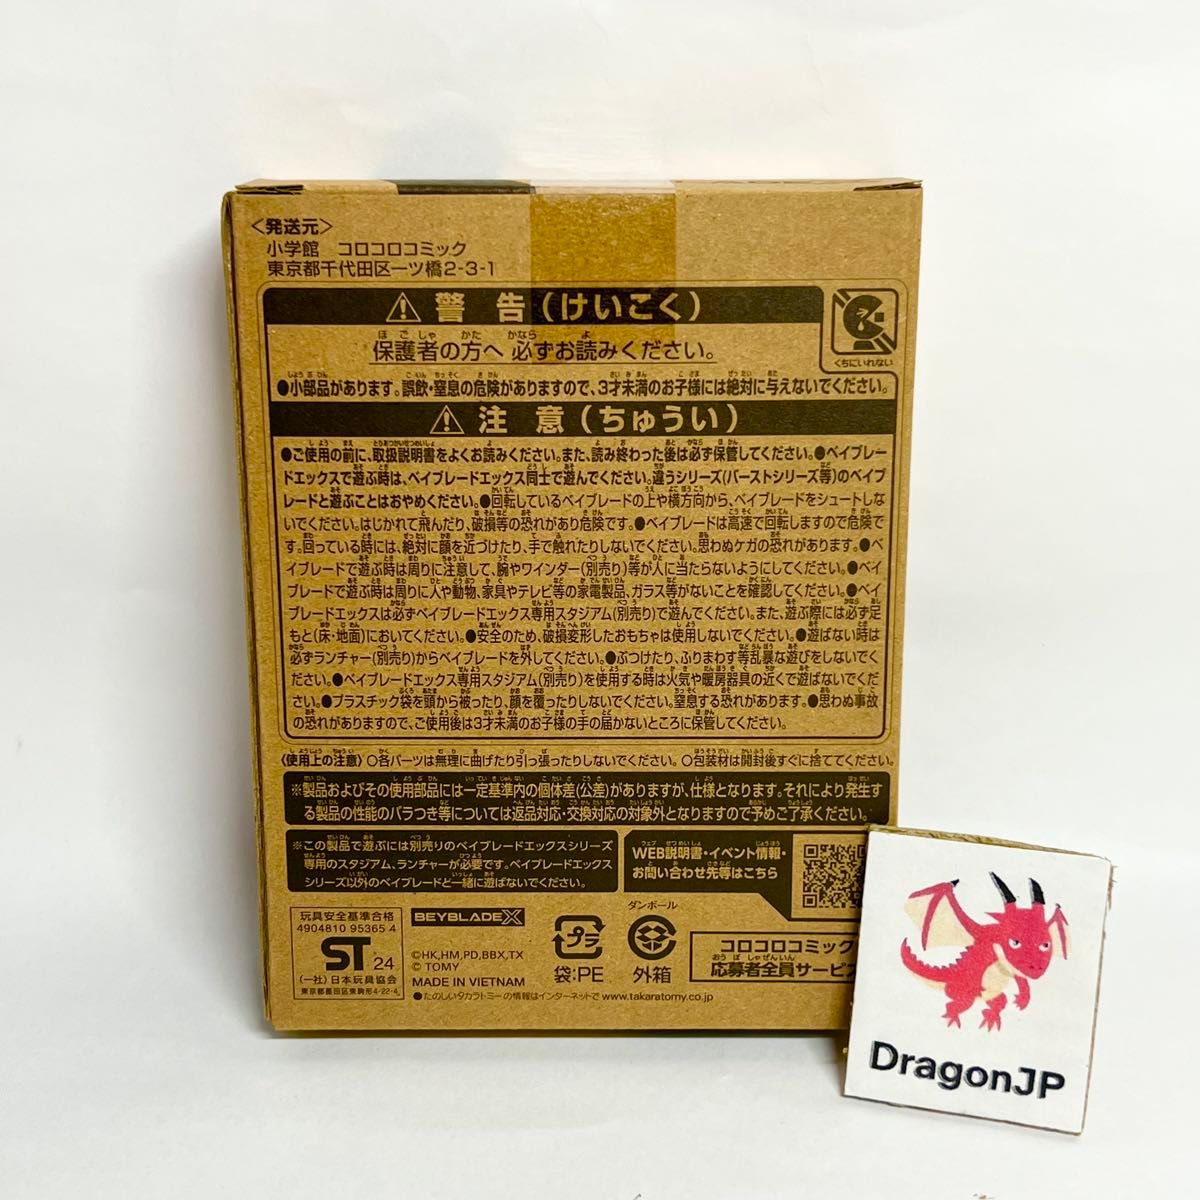 <発送元>
小学館 コロコロコミック
東京都千代田区一ツ橋2-3-1
警告(けいこく)
保護者の方へ 必ずお読みください。
くちにいれない
●小部品があります。誤飲・窒息の危険がありますので、3才未満のお子様には絶対に与えないでください。
注意(ちゅうい)
●ご使用の前に、取扱説明書をよくお読みください。また、読み終わった後は必ず保管してください。●ベイブレー
ドエックスで遊ぶ時は、ベイブレードエックス同士で遊んでください。違うシリーズ(バーストシリーズ等)のベイブ
レードと遊ぶことはおやめください。●回転しているベイブレードの上や横方向から、ベイブレードをシュートしな
いでください。はじかれて飛んだり、破損等の恐れがあり危険です。●ベイブレードは高速で回転しますので危険で
す。回っている時には、絶対に顔を近づけたり、手で触れたりしないでください。思わぬケガの恐れがあります。●ベ
イブレードで遊ぶ時は周りに注意して、腕やワインダー(別売り)等が人に当たらないようにしてください。●ベイ
ブレードで遊ぶ時は周りに人や動物、家具やテレビ等の家電製品、ガラス等がないことを確認してください。●ベイブ
レードエックスは必ずベイブレードエックス専用スタジアム(別売り)で遊んでください。また、遊ぶ際には必ず足
もと(床・地面)においてください。●安全のため、破損変形したおもちゃは使用しないでください。●遊ばない時は
必ずランチャー(別売り)からベイブレードを外してください。●ぶつけたり、ふりまわす等乱暴な遊びをしないでく
ださい。●ベイブレードエックス専用スタジアム(別売り)を使用する時は火気や暖房器具の近くで遊ばないでくだ
さい。●プラスチック袋を頭から被ったり、顔を覆ったりしないでください。窒息する恐れがあります。●思わぬ事故
の恐れがありますので、ご使用後は3才未満のお子様の手の届かないところに保管してください。
〈使用上の注意〉○各パーツは無理に曲げたり引っ張ったりしないでください。○包装材は開封後すぐに捨ててください。
※製品およびその使用部品には一定基準内の個体差(公差)がありますが、仕様となります。それにより発生す
る製品の性能のバラつき等については返品対応・交換対応の対象外となりますので予めご了承ください。
※この製品で遊ぶには別売りのベイブレードエックスシリーズ
専用のスタジアム、ランチャーが必要です。ベイブレードエックス
シリーズ以外のベイブレードと一緒に遊ばないでください。
WEB説明書・イベント情報・
お問い合わせ先等はこちら
玩具安全基準合格
4904810 95365 4
ST 24
(一社)日本玩具協会
東京都墨田区東駒形4-22-4
BEYBLADE X
©HK,HM,PD,BBX,TX
© TOMY
MADE IN VIETNAM
●たのしいタカラトミーの情報はインターネットで www.takaratomy.co.jp
プラ
袋:PE
ダンボール
外箱
コロコロコミック
応募者全員サービス
DragonJP